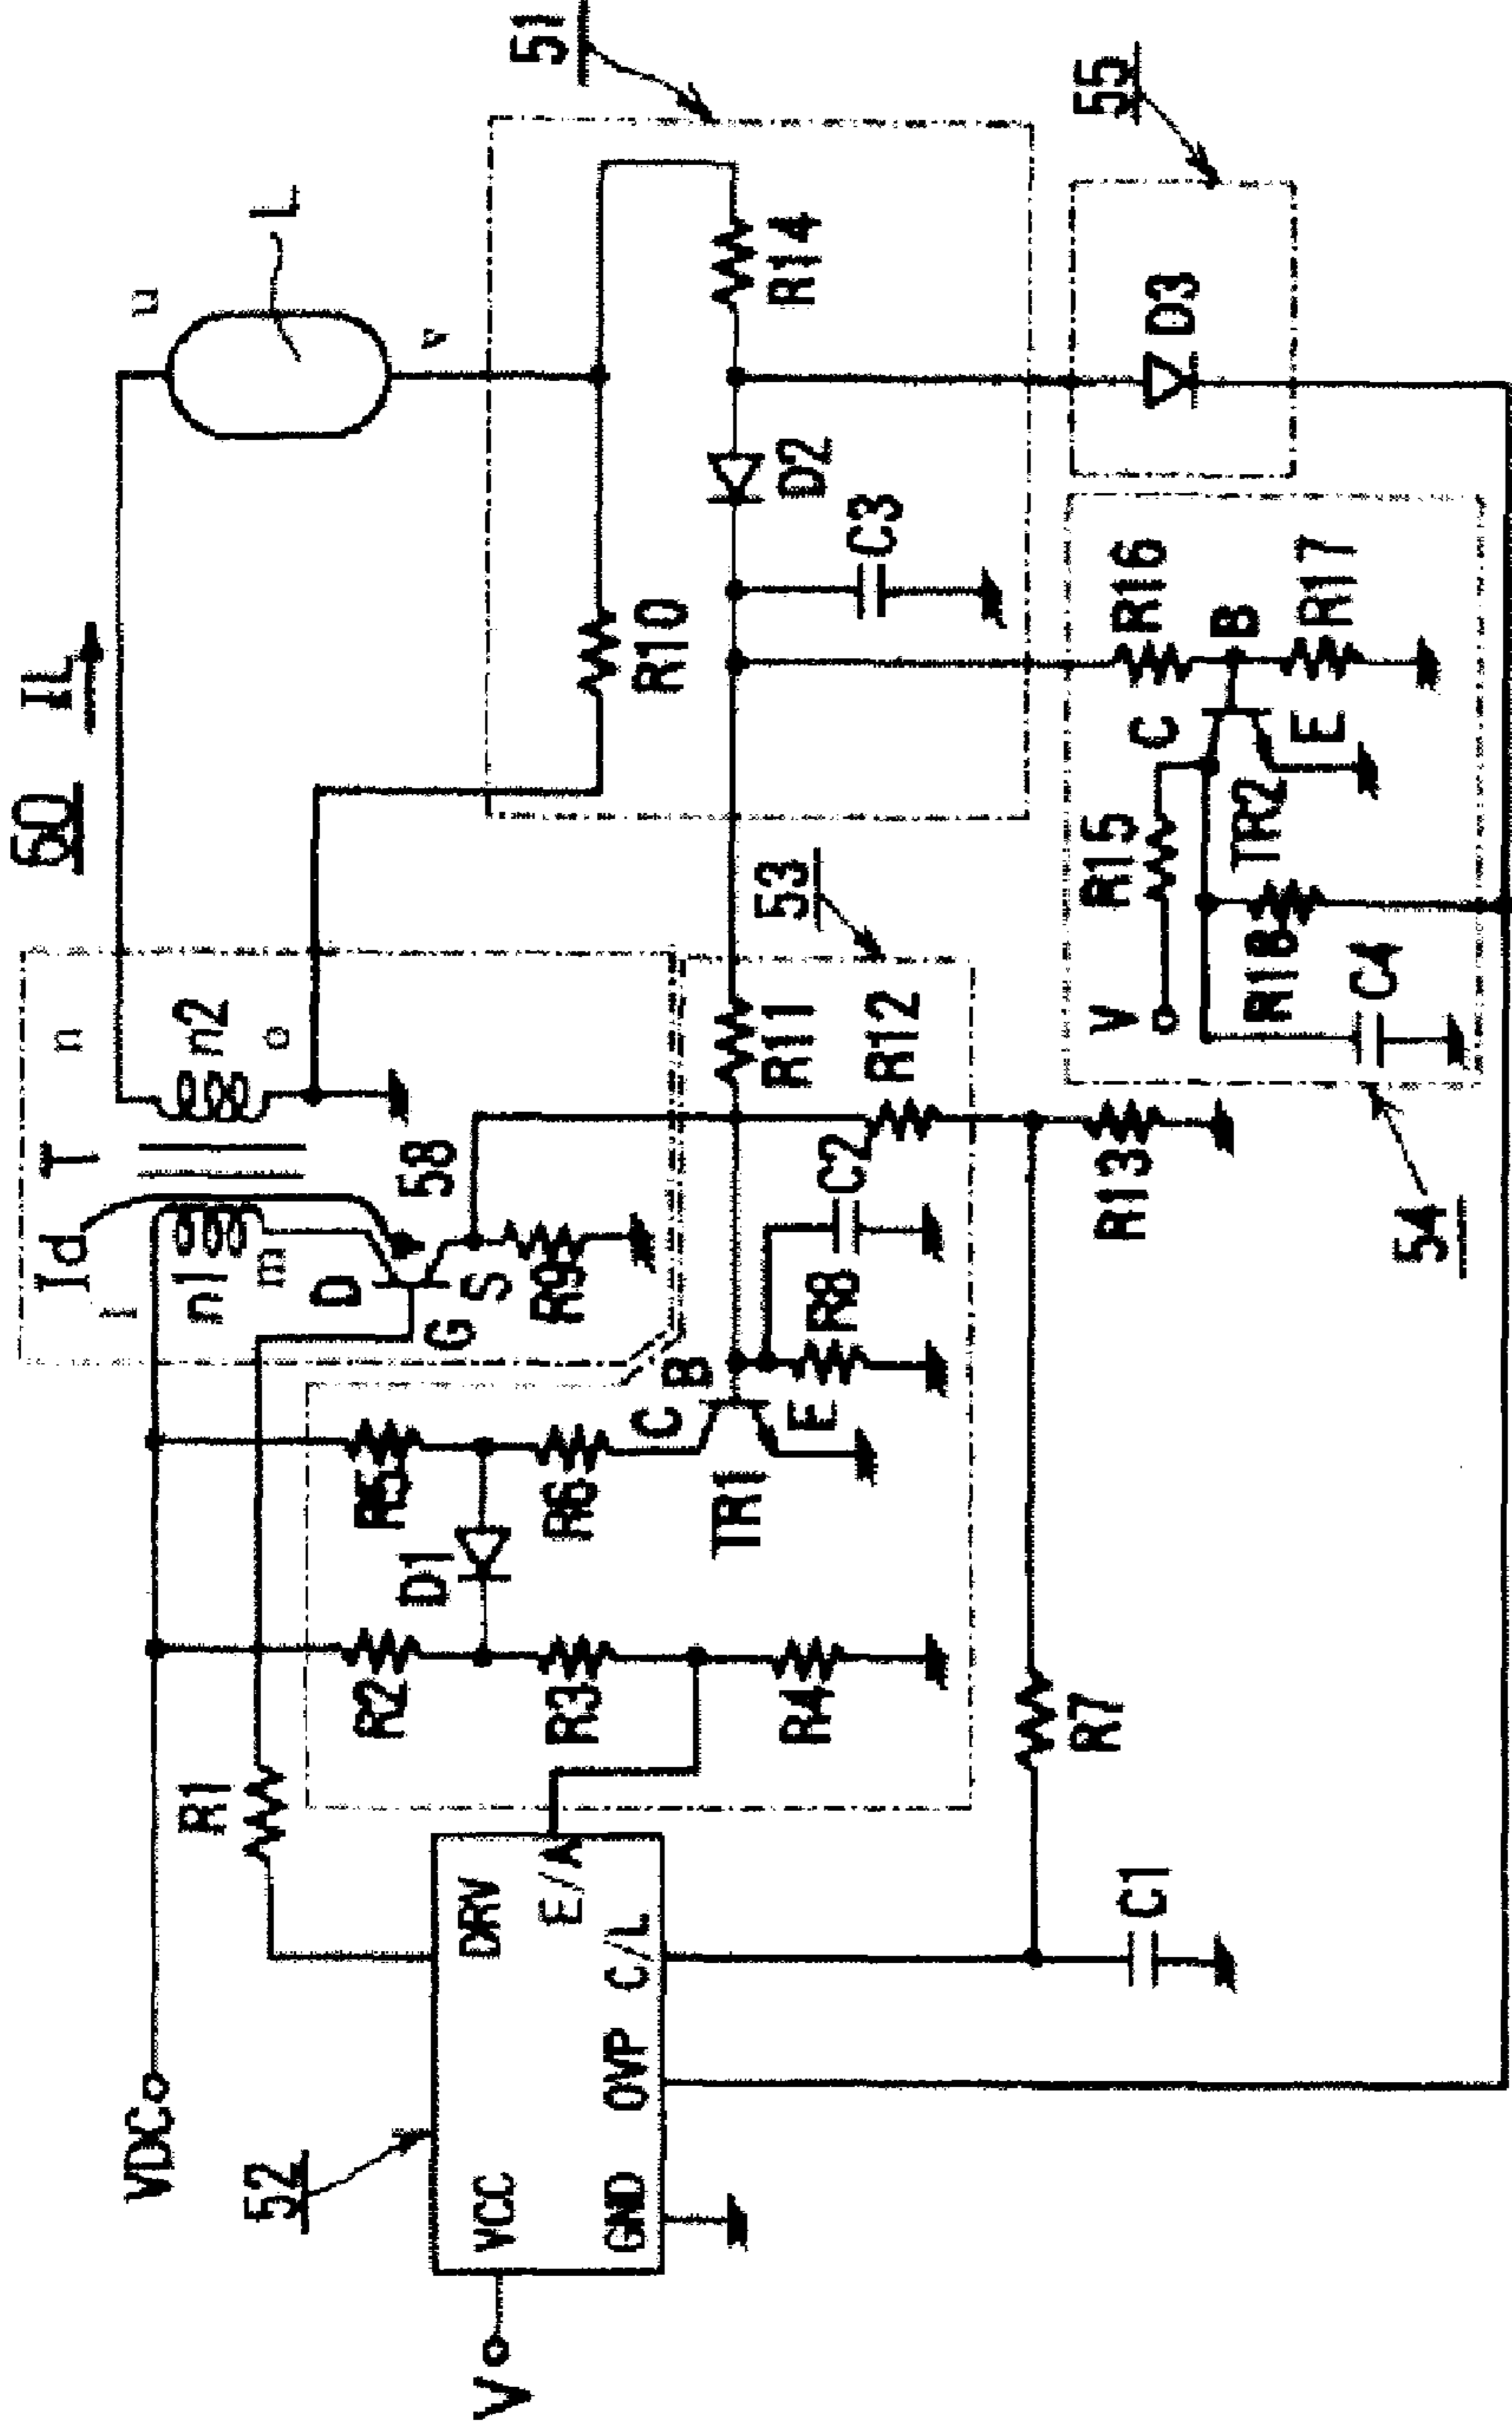 60
IL
51
u
L
v
R14
R10
D2
C3
55
D3
T
Id
l
n1
m
n
n2
o
D
G
S
R9
58
53
R11
R12
R13
R5
R6
D1
R2
R3
R4
C
B
E
TR1
R8
C2
R16
B
R17
C
E
TR2
R15
V
R18
C4
54
VDC
R1
52
VCC
DRV
E/A
GND
OVP
C/L
V
R7
C1